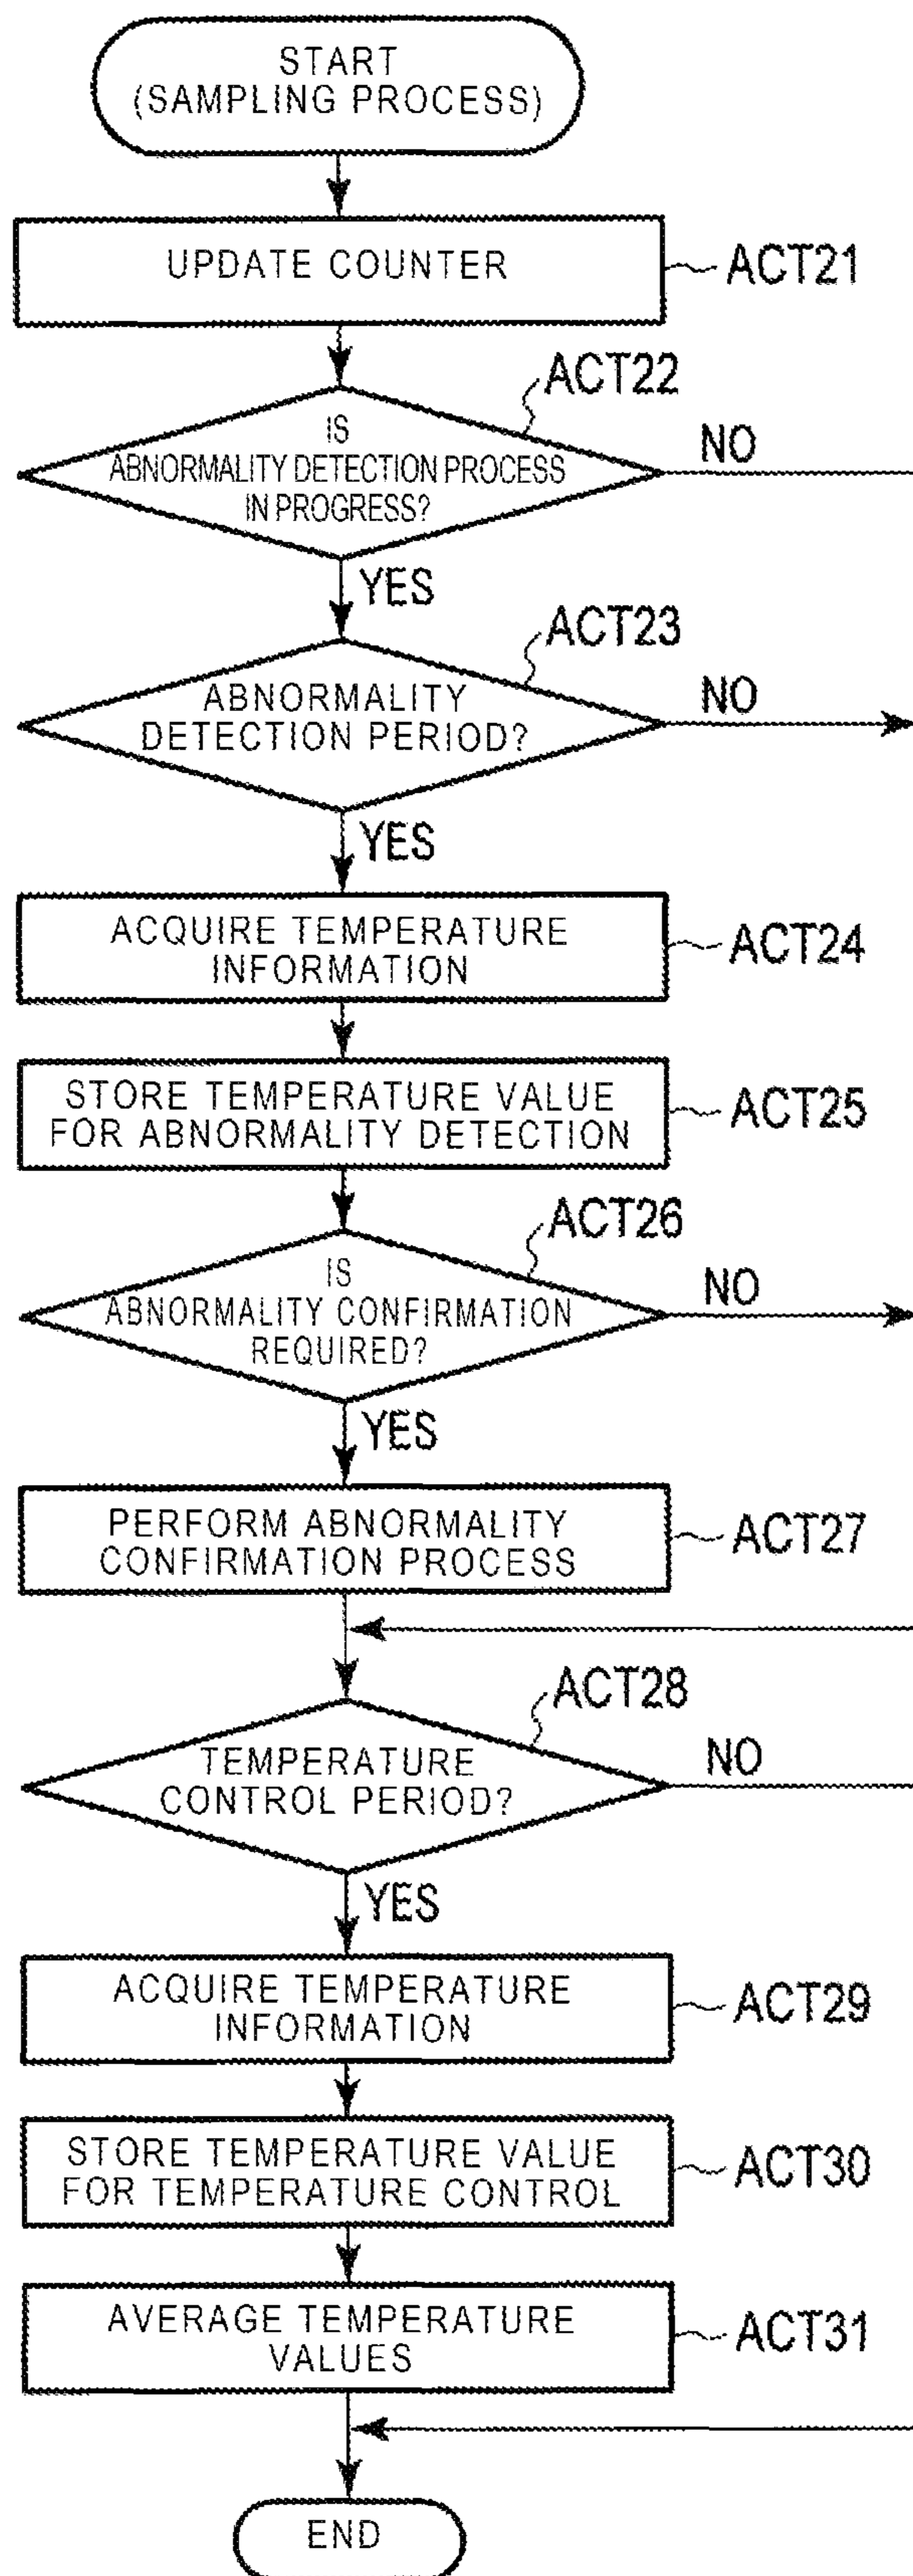 START
(SAMPLING PROCESS)
UPDATE COUNTER
ACT21
ACT22
IS
ABNORMALITY DETECTION PROCESS
IN PROGRESS?
NO
YES
ACT23
ABNORMALITY
DETECTION PERIOD?
NO
YES
ACQUIRE TEMPERATURE
INFORMATION
ACT24
STORE TEMPERATURE VALUE
FOR ABNORMALITY DETECTION
ACT25
ACT26
IS
ABNORMALITY CONFIRMATION
REQUIRED?
NO
YES
PERFORM ABNORMALITY
CONFIRMATION PROCESS
ACT27
ACT28
TEMPERATURE
CONTROL PERIOD?
NO
YES
ACQUIRE TEMPERATURE
INFORMATION
ACT29
STORE TEMPERATURE VALUE
FOR TEMPERATURE CONTROL
ACT30
AVERAGE TEMPERATURE
VALUES
ACT31
END